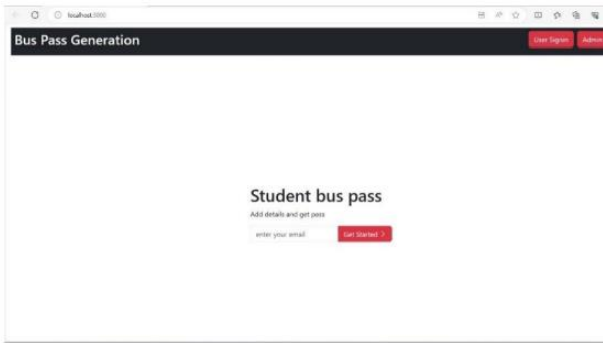 localhost:3000
Bus Pass Generation
User Signin
Admin
Student bus pass
Add details and get pass
enter your email
Get Started